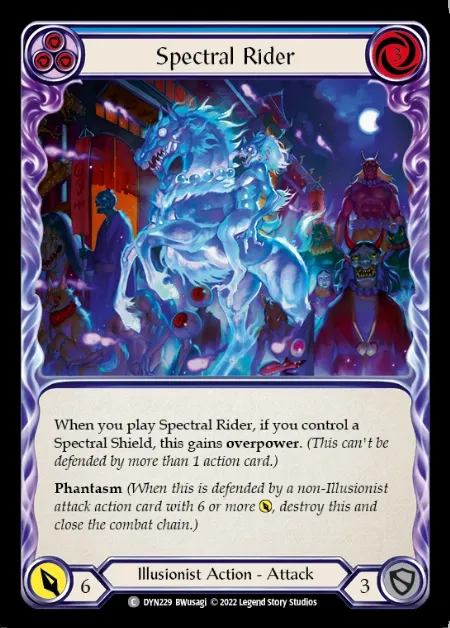 Spectral Rider
3
When you play Spectral Rider, if you control a
Spectral Shield, this gains overpower. (This can't be
defended by more than 1 action card.)
Phantasm (When this is defended by a non-Illusionist
attack action card with 6 or more , destroy this and
close the combat chain.)
6
Illusionist Action - Attack
3
C DYN229 BWusagi © 2022 Legend Story Studios